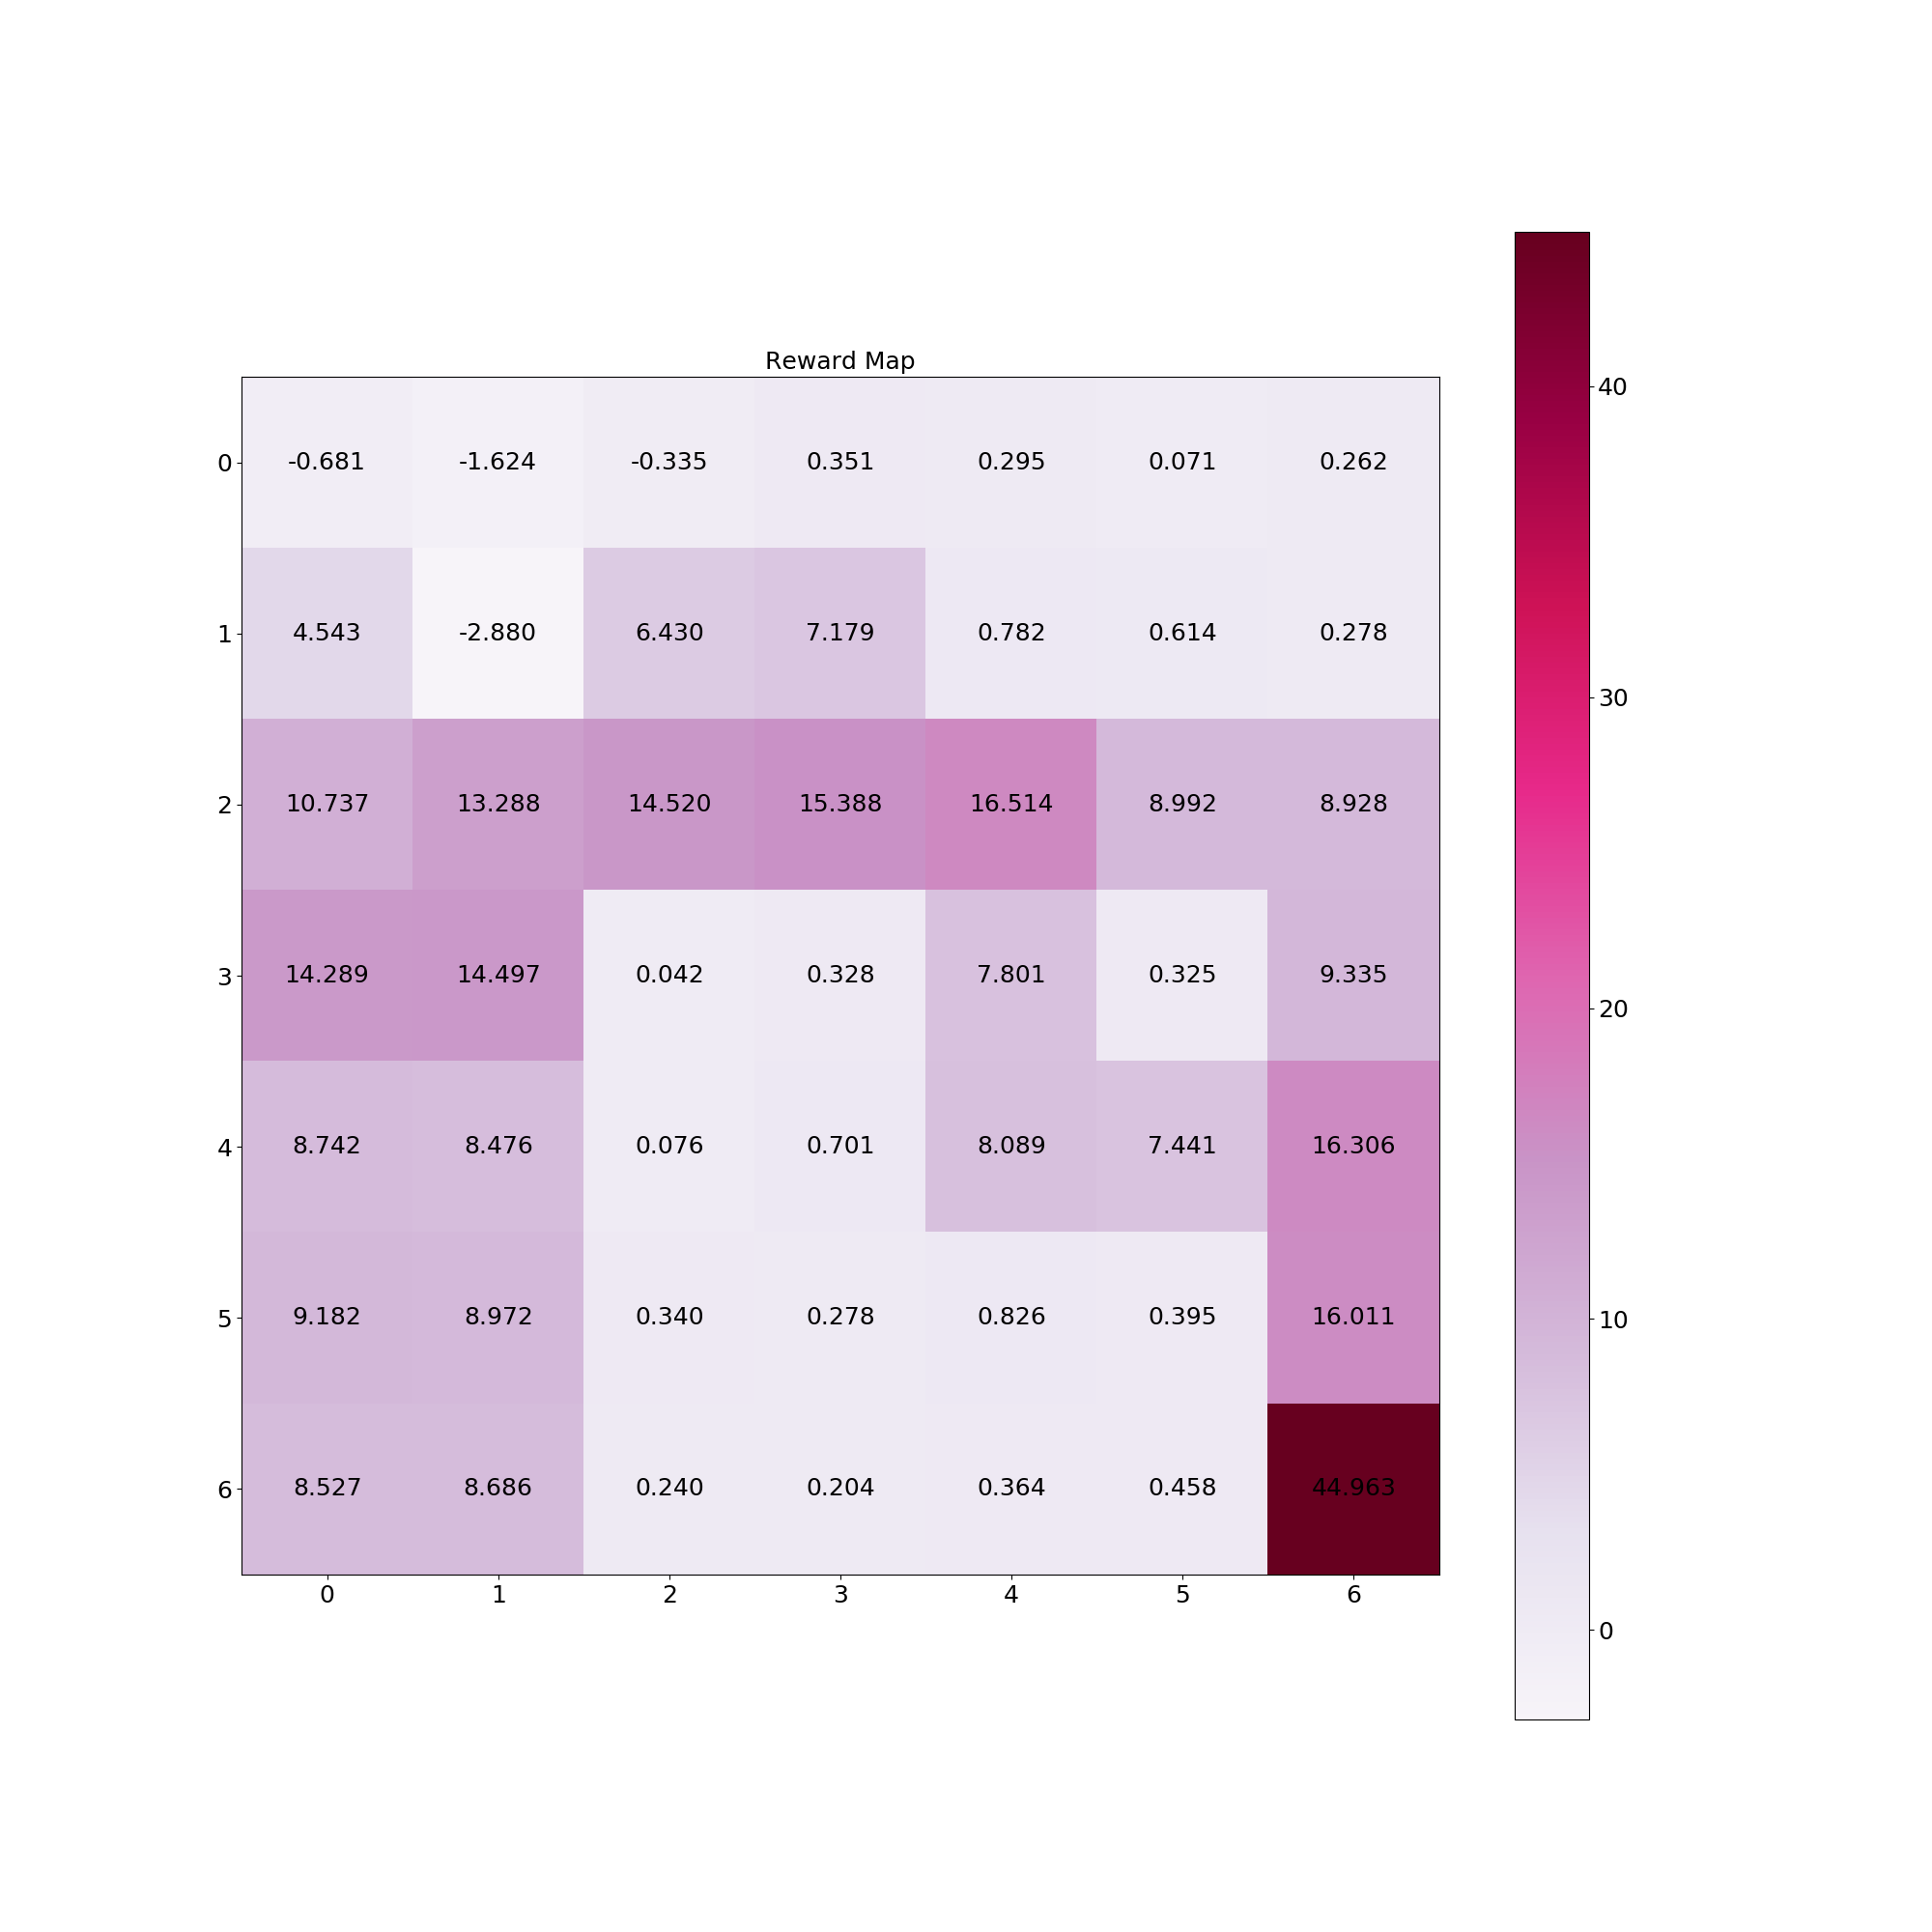 Reward Map
0 -0.681 -1.624 -0.335 0.351 0.295 0.071 0.262
1 4.543 -2.880 6.430 7.179 0.782 0.614 0.278
2 10.737 13.288 14.520 15.388 16.514 8.992 8.928
3 14.289 14.497 0.042 0.328 7.801 0.325 9.335
4 8.742 8.476 0.076 0.701 8.089 7.441 16.306
5 9.182 8.972 0.340 0.278 0.826 0.395 16.011
6 8.527 8.686 0.240 0.204 0.364 0.458 44.963
0 1 2 3 4 5 6
40
30
20
10
0